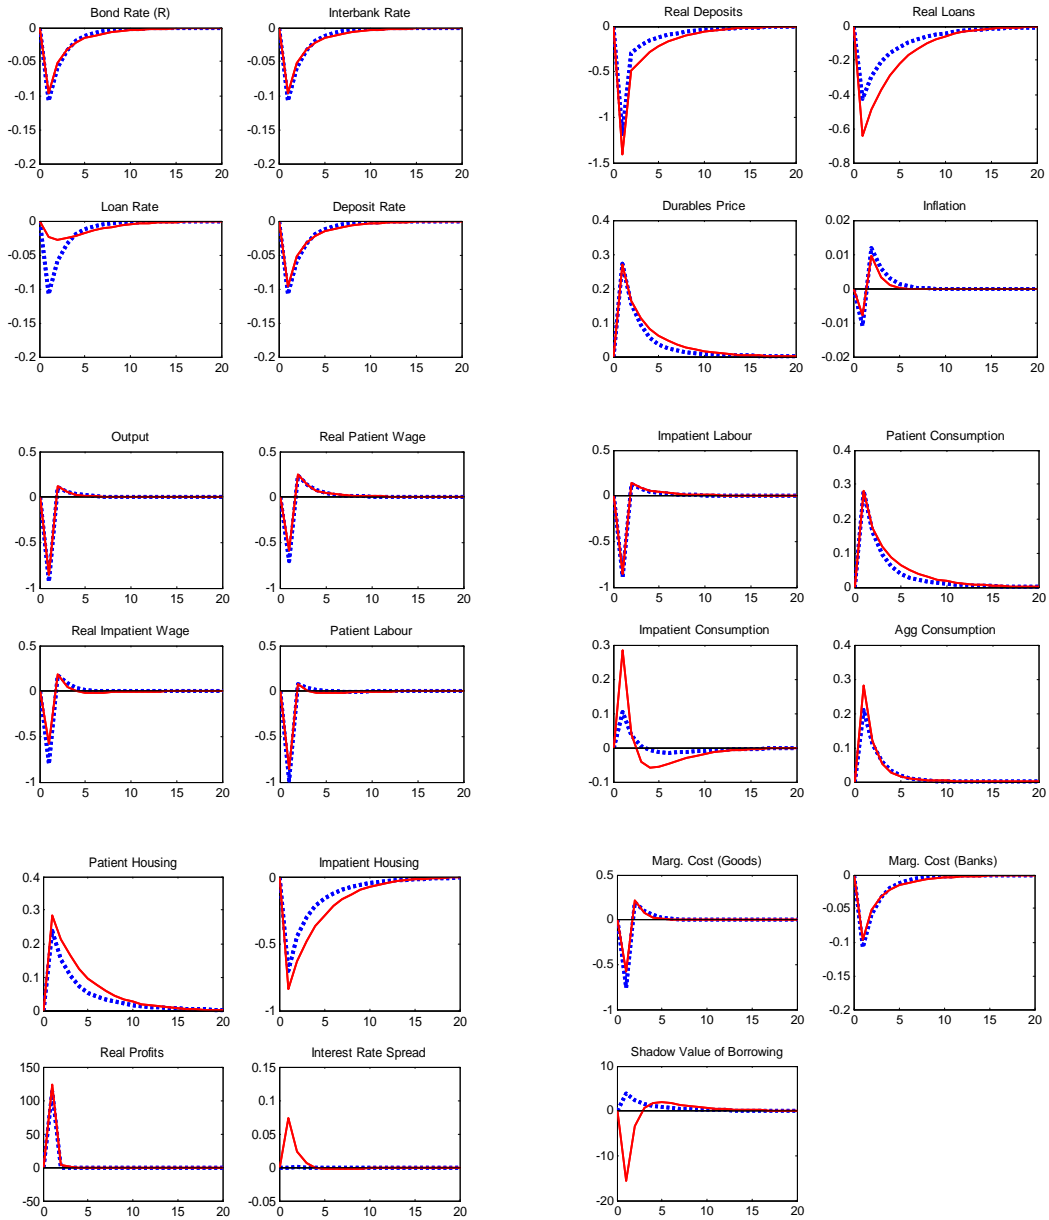 Bond Rate (R)
0
-0.05
-0.1
-0.15
-0.2
0 5 10 15 20
Interbank Rate
0
-0.05
-0.1
-0.15
-0.2
0 5 10 15 20
Real Deposits
0
-0.5
-1
-1.5
0 5 10 15 20
Real Loans
0
-0.2
-0.4
-0.6
-0.8
0 5 10 15 20
Loan Rate
0
-0.05
-0.1
-0.15
-0.2
0 5 10 15 20
Deposit Rate
0
-0.05
-0.1
-0.15
-0.2
0 5 10 15 20
Durables Price
0.4
0.3
0.2
0.1
0
0 5 10 15 20
Inflation
0.02
0.01
0
-0.01
-0.02
0 5 10 15 20
Output
0.5
0
-0.5
-1
0 5 10 15 20
Real Patient Wage
0.5
0
-0.5
-1
0 5 10 15 20
Impatient Labour
0.5
0
-0.5
-1
0 5 10 15 20
Patient Consumption
0.4
0.3
0.2
0.1
0
0 5 10 15 20
Real Impatient Wage
0.5
0
-0.5
-1
0 5 10 15 20
Patient Labour
0.5
0
-0.5
-1
0 5 10 15 20
Impatient Consumption
0.3
0.2
0.1
0
-0.1
0 5 10 15 20
Agg Consumption
0.4
0.3
0.2
0.1
0
0 5 10 15 20
Patient Housing
0.4
0.3
0.2
0.1
0
0 5 10 15 20
Impatient Housing
0
-0.5
-1
0 5 10 15 20
Marg. Cost (Goods)
0.5
0
-0.5
-1
0 5 10 15 20
Marg. Cost (Banks)
0
-0.05
-0.1
-0.15
-0.2
0 5 10 15 20
Real Profits
150
100
50
0
-50
0 5 10 15 20
Interest Rate Spread
0.15
0.1
0.05
0
-0.05
0 5 10 15 20
Shadow Value of Borrowing
10
0
-10
-20
0 5 10 15 20